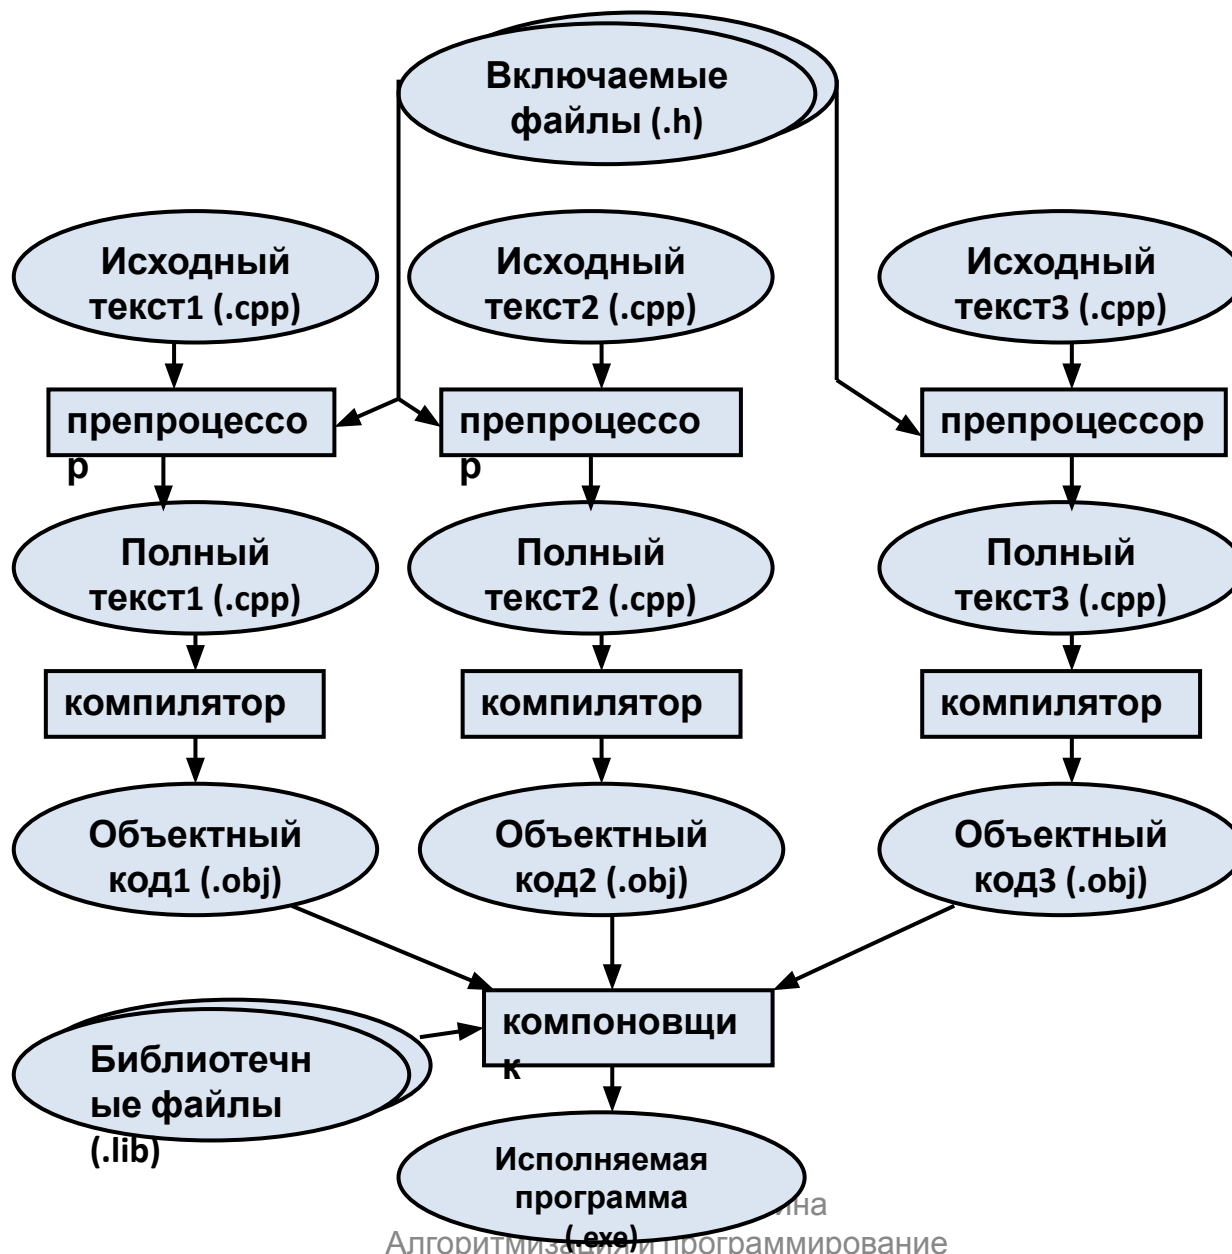 Включаемые
файлы (.h)
Исходный
текст1 (.cpp)
Исходный
текст2 (.cpp)
Исходный
текст3 (.cpp)
препроцессо
р
препроцессо
р
препроцессор
Полный
текст1 (.cpp)
Полный
текст2 (.cpp)
Полный
текст3 (.cpp)
компилятор
компилятор
компилятор
Объектный
код1 (.obj)
Объектный
код2 (.obj)
Объектный
код3 (.obj)
компоновщи
к
Библиотечн
ые файлы
(.lib)
Исполняемая
программа
(.exe)
Алгоритмизация и программирование